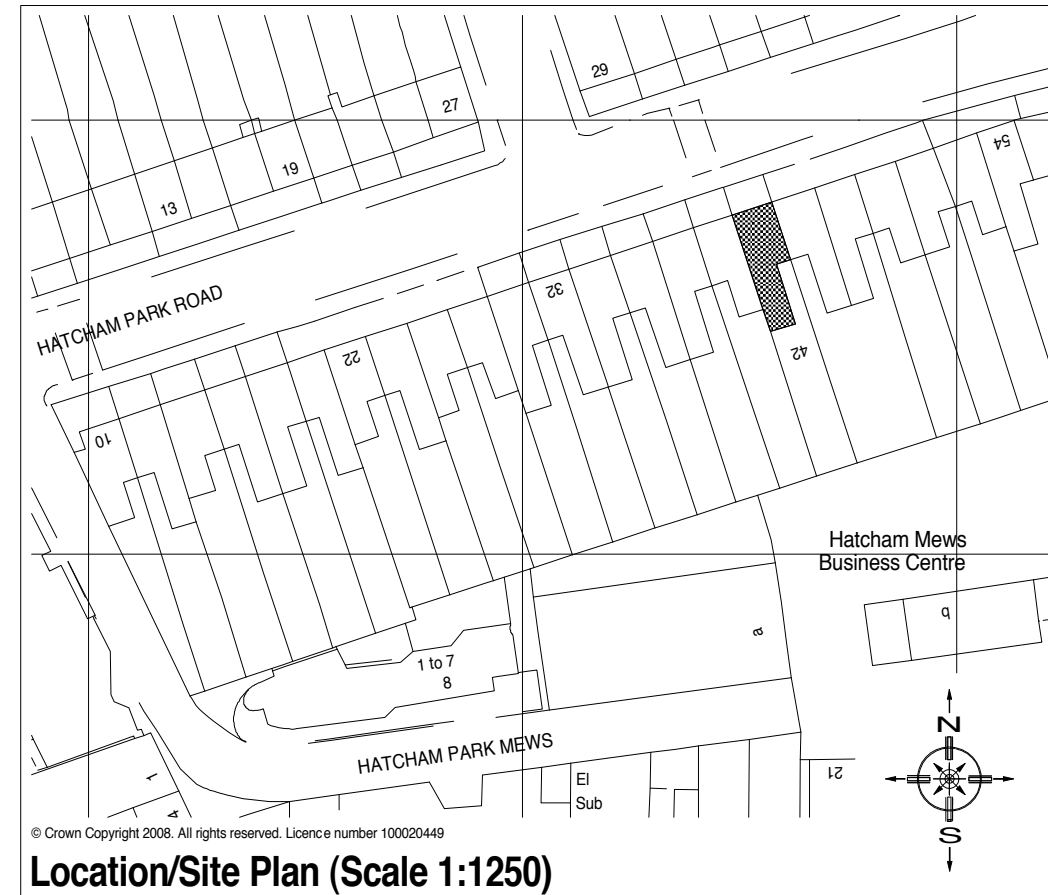 29
27
54
19
13
HATCHAM PARK ROAD
32
22
42
10
Hatcham Mews
Business Centre
a
b
1 to 7
8
HATCHAM PARK MEWS
N
El
Sub
21
1
4
S
© Crown Copyright 2008. All rights reserved. Licence number 100020449
Location/Site Plan (Scale 1:1250)